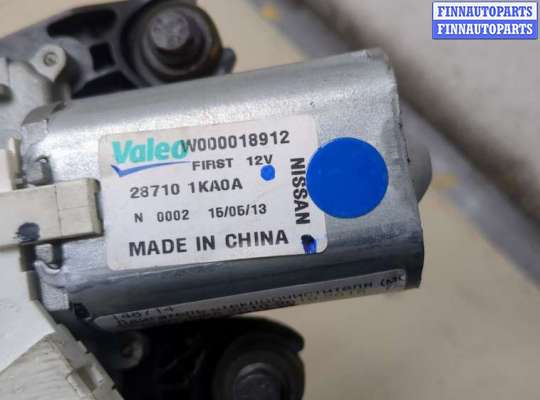 FINNAUTOPARTS
FINNAUTOPARTS
Valeo W000018912
FIRST 12V
28710 1KA0A
N 0002 15/05/13
MADE IN CHINA
NISSAN